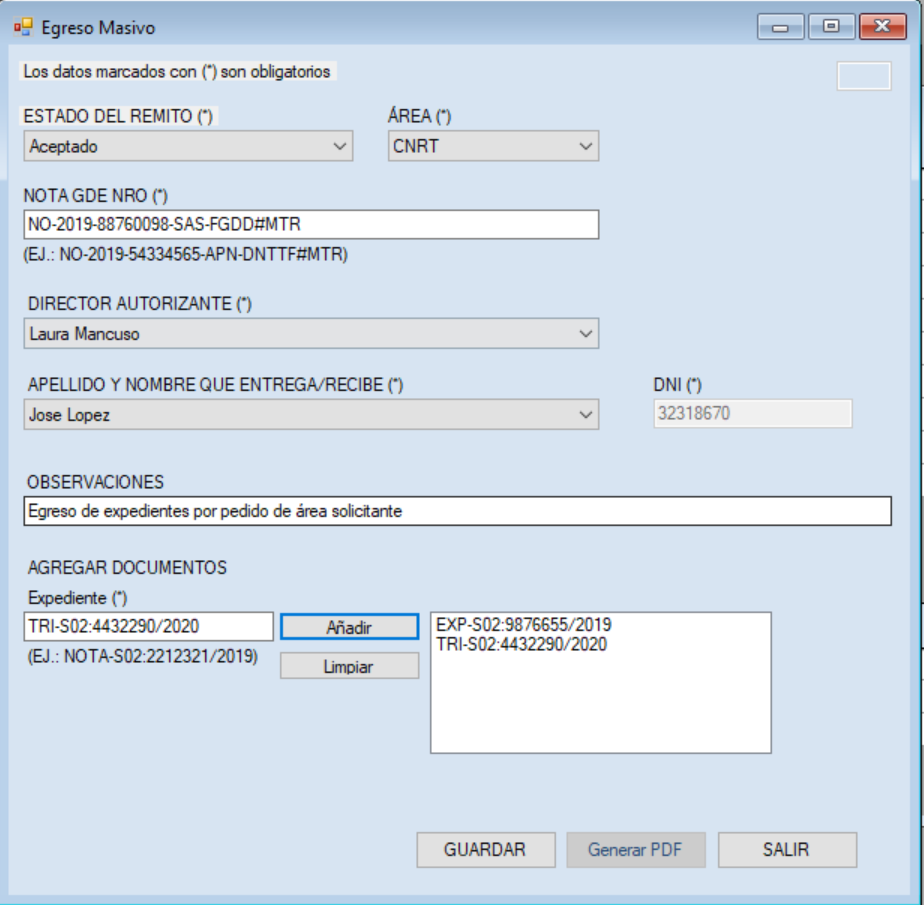 Egreso Masivo
Los datos marcados con (*) son obligatorios
ESTADO DEL REMITO (*) ÁREA (*)
Aceptado CNRT
NOTA GDE NRO (*)
NO-2019-88760098-SAS-FGDD#MTR
(EJ.: NO-2019-54334565-APN-DNTTF#MTR)
DIRECTOR AUTORIZANTE (*)
Laura Mancuso
APELLIDO Y NOMBRE QUE ENTREGA/RECIBE (*) DNI (*)
Jose Lopez 32318670
OBSERVACIONES
Egreso de expedientes por pedido de área solicitante
AGREGAR DOCUMENTOS
Expediente (*)
TRI-S02:4432290/2020 Añadir EXP-S02:9876655/2019
TRI-S02:4432290/2020
(EJ.: NOTA-S02:2212321/2019) Limpiar
GUARDAR Generar PDF SALIR